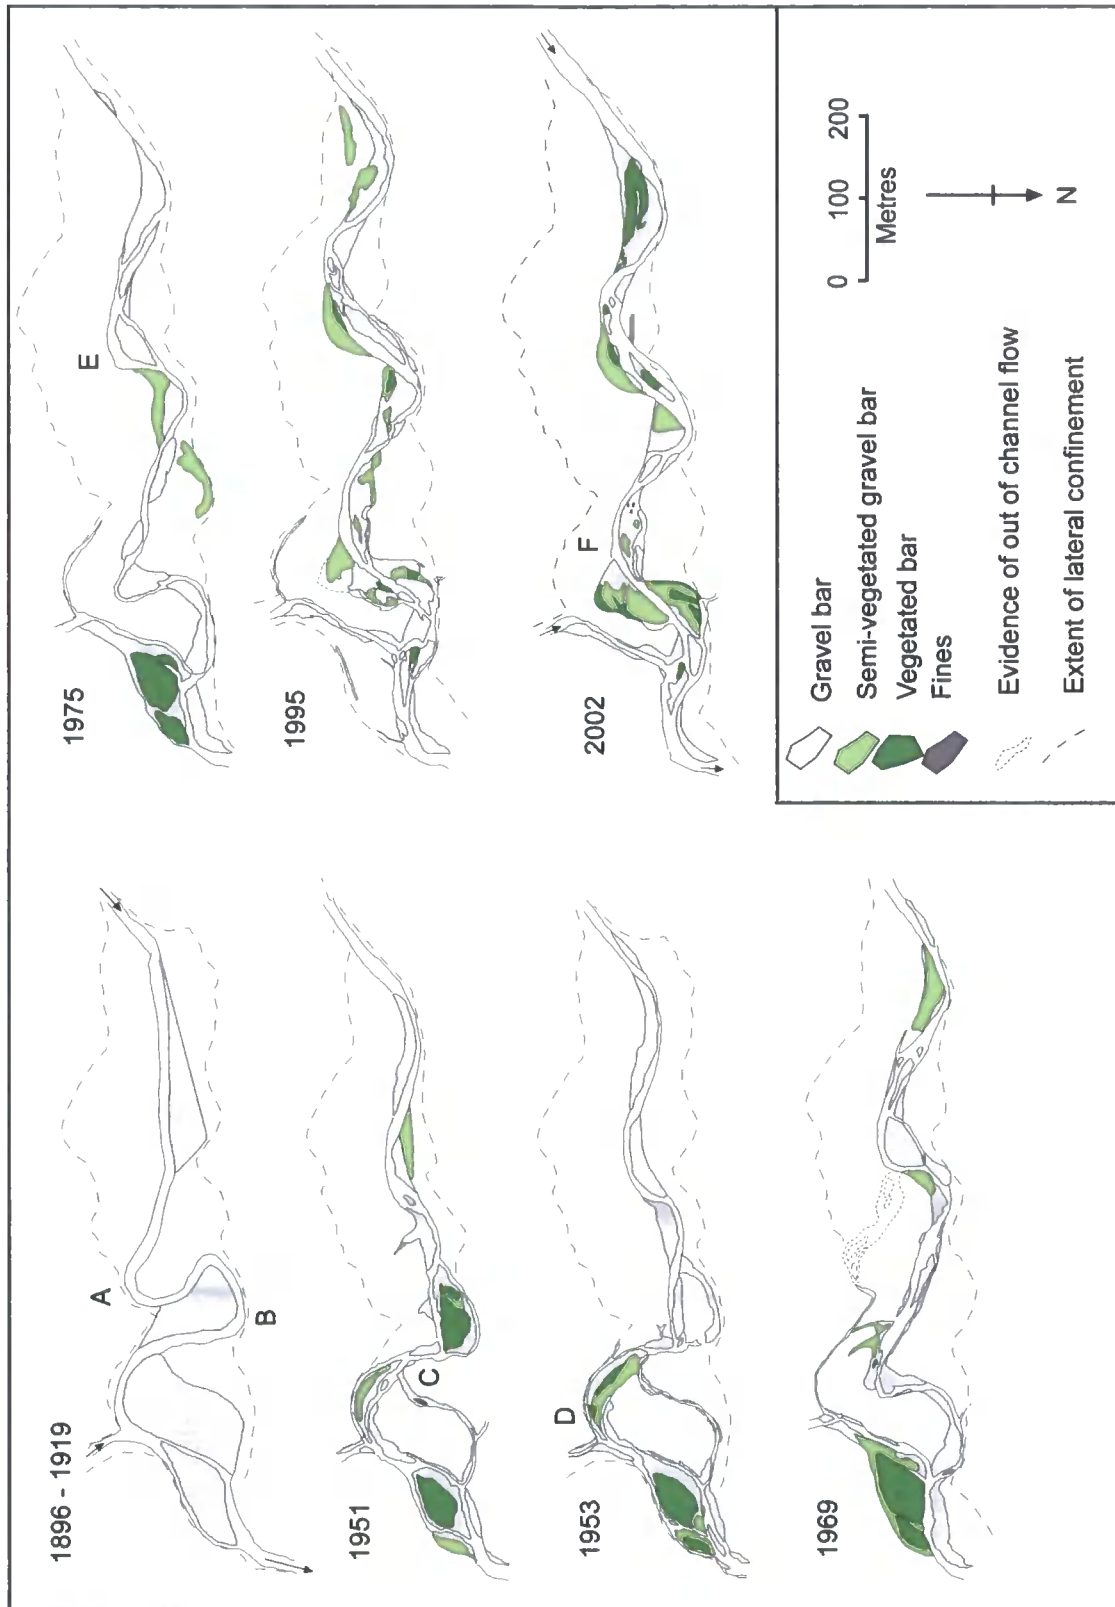 1896 - 1919
A
B
1951
C
1953
D
1969
1975
E
1995
2002
F
Gravel bar
Semi-vegetated gravel bar
Vegetated bar
Fines
Evidence of out of channel flow
Extent of lateral confinement
0 100 200
Metres
N